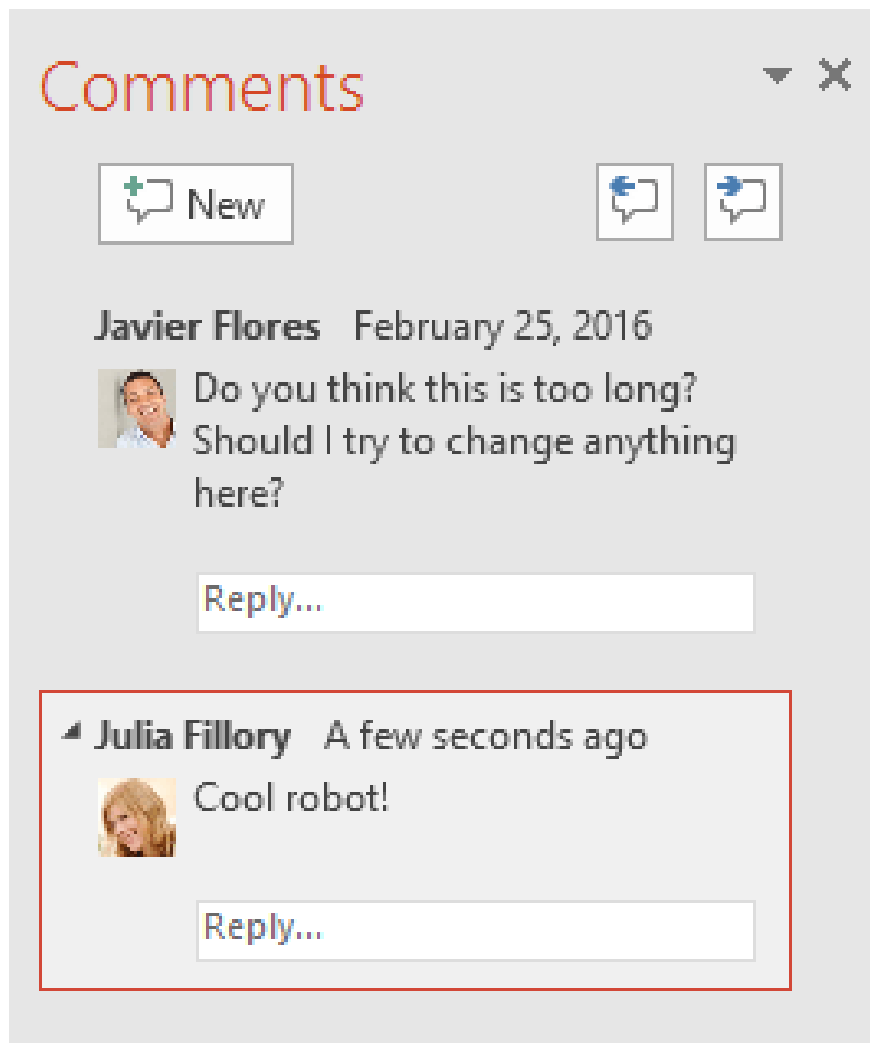 Comments
New
Javier Flores February 25, 2016
Do you think this is too long?
Should I try to change anything
here?
Reply...
Julia Fillory A few seconds ago
Cool robot!
Reply...